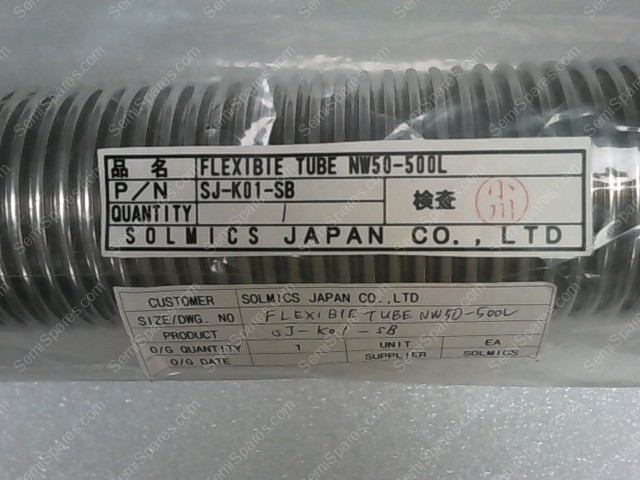 品 名 FLEXIBIE TUBE NW50-500L
P/N SJ-K01-SB 検査
QUANTITY 1
SOLMICS JAPAN CO., LTD
CUSTOMER SOLMICS JAPAN CO.,LTD
SIZE/DWG. NO FLEXIBIE TUBE NW50-500L
PRODUCT SJ-K01-SB
O/G QUANTITY 1 UNIT EA
O/G DATE SUPPLIER SOLMICS
SemiSpares.com